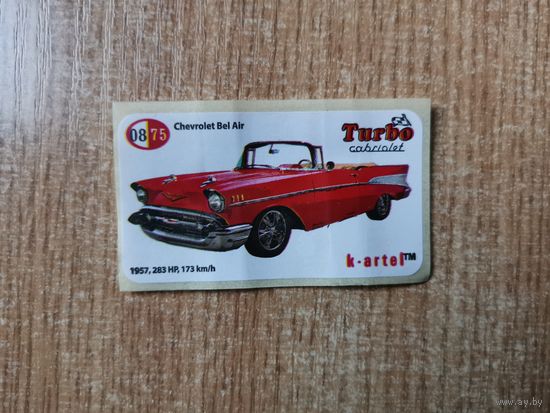 08 75
Chevrolet Bel Air
Turbo
cabriolet
1957, 283 HP, 173 km/h
k-artel™
www.ay.by